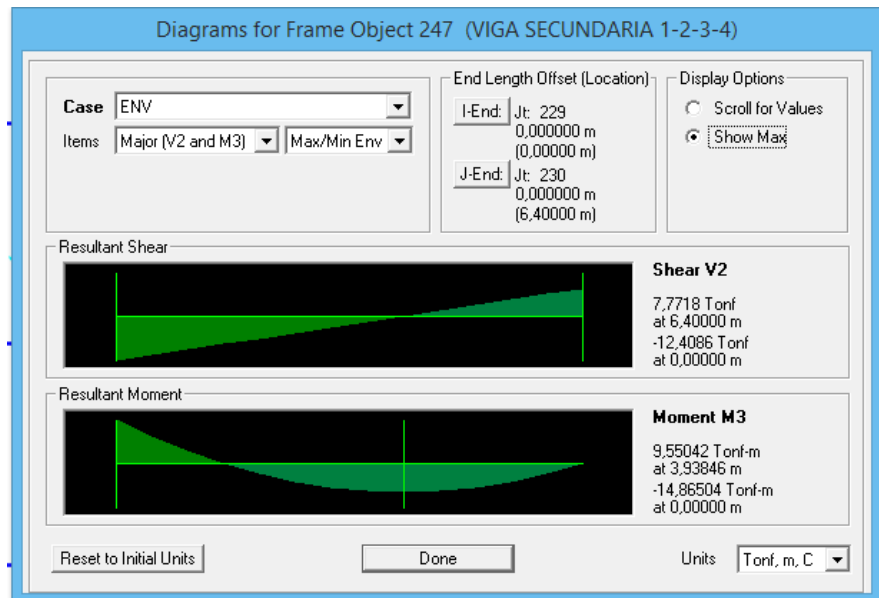 Diagrams for Frame Object 247 (VIGA SECUNDARIA 1-2-3-4)
Case ENV
Items Major (V2 and M3) Max/Min Env
End Length Offset (Location)
I-End: Jt: 229
0,000000 m
(0,00000 m)
J-End: Jt: 230
0,000000 m
(6,40000 m)
Display Options
Scroll for Values
Show Max
Resultant Shear
Shear V2
7,7718 Tonf
at 6,40000 m
-12,4086 Tonf
at 0,00000 m
Resultant Moment
Moment M3
9,55042 Tonf-m
at 3,93846 m
-14,86504 Tonf-m
at 0,00000 m
Reset to Initial Units
Done
Units Tonf, m, C